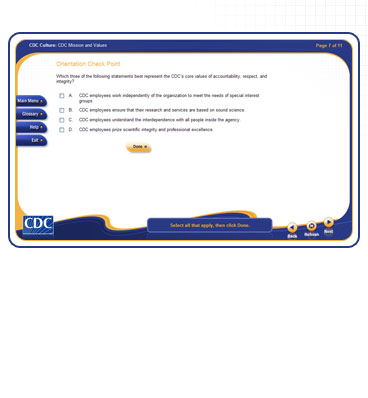 CDC Culture: CDC Mission and Values
Page 7 of 11
Orientation Check Point
Which three of the following statements best represent the CDC's core values of accountability, respect, and
integrity?
A. CDC employees work independently of the organization to meet the needs of special interest
groups
B. CDC employees ensure that their research and services are based on sound science
C. CDC employees understand the interdependence with all people inside the agency.
D. CDC employees prize scientific integrity and professional excellence
Main Menu
Glossary
Help
Exit
Done
CDC
Select all that apply, then click Done.
Back
Refresh
Next